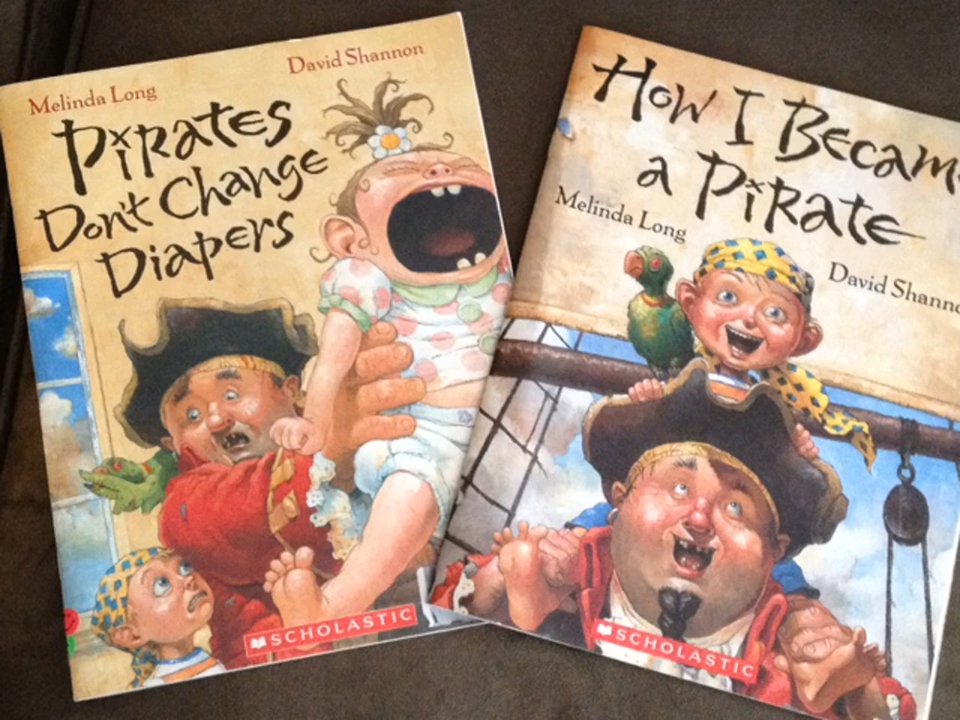 Melinda Long
David Shannon
Pirates
Don't Change
Diapers
SCHOLASTIC
How I Becam
a Pirate
Melinda Long
David Shanno
SCHOLASTIC